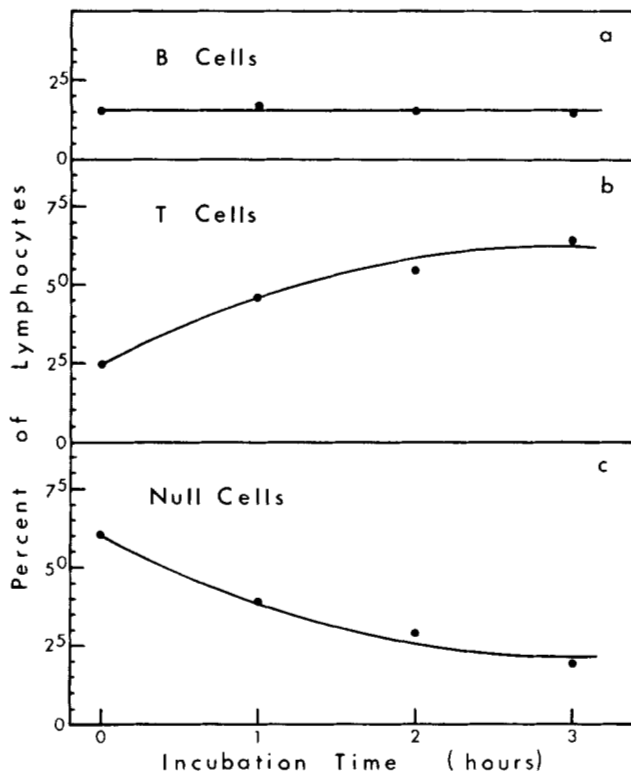 a
B Cells
25
0
b
T Cells
75
50
25
0
c
Null Cells
75
50
25
0
Percent of Lymphocytes
0 1 2 3
Incubation Time (hours)